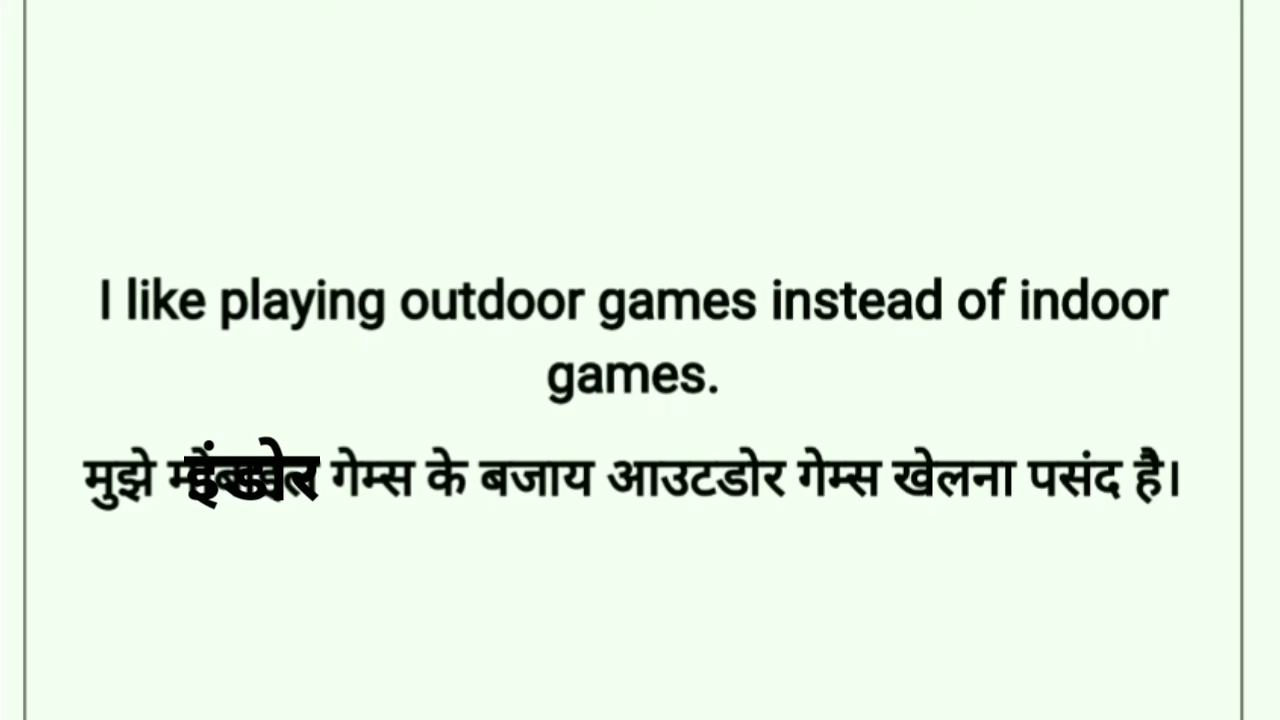 I like playing outdoor games instead of indoor
games.
मुझे इंडोर गेम्स के बजाय आउटडोर गेम्स खेलना पसंद है।